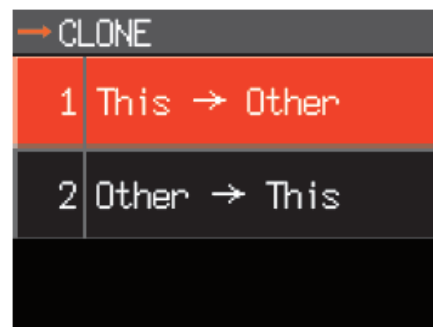 → CLONE
1 This → Other
2 Other → This